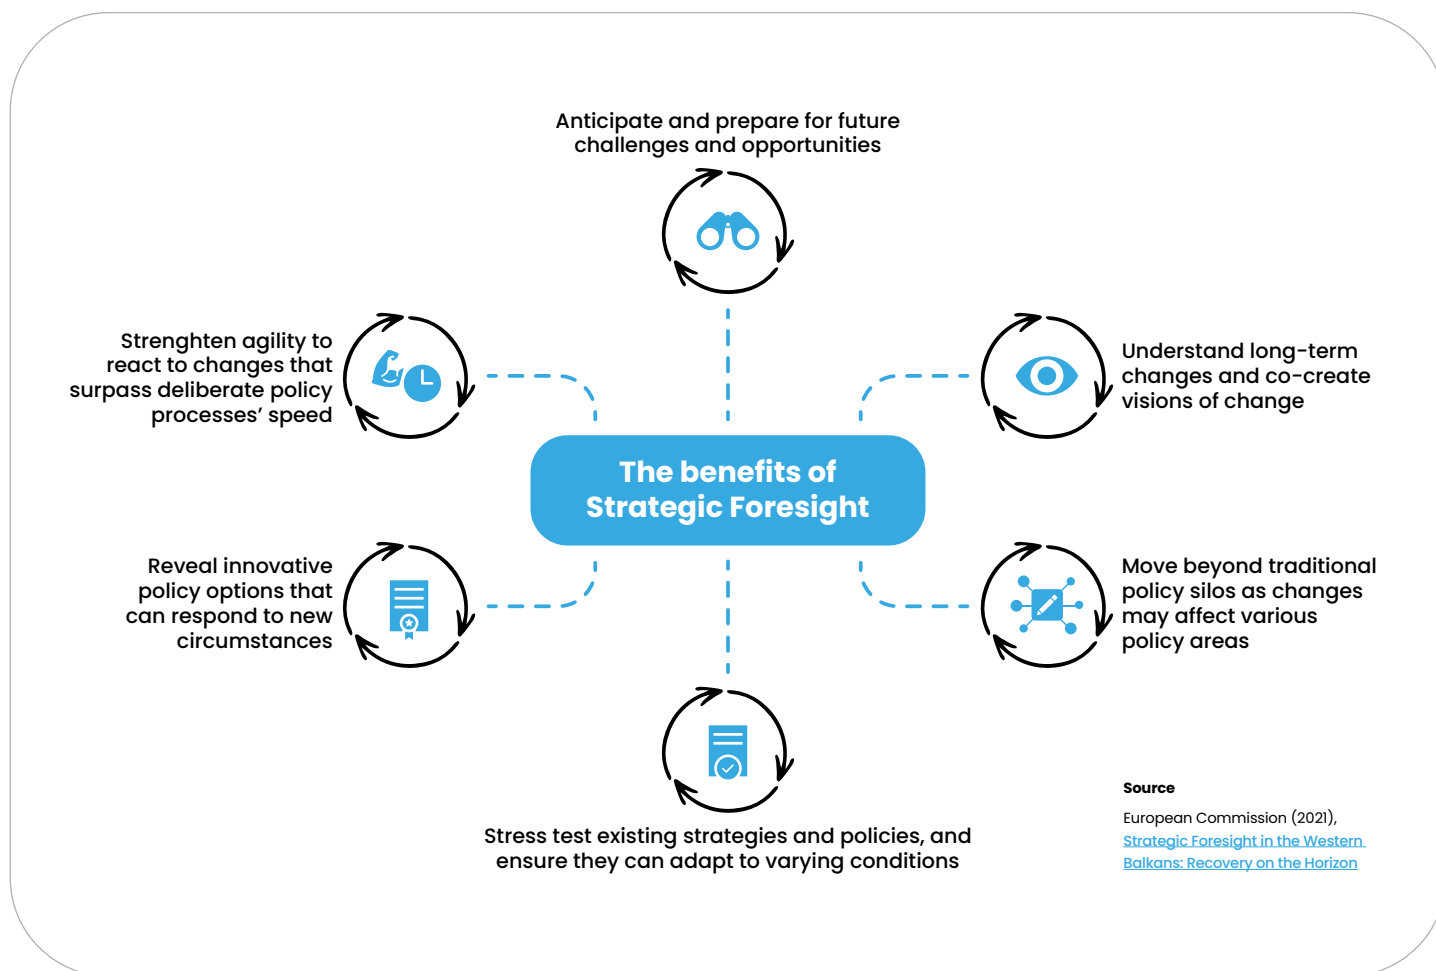 Anticipate and prepare for future
challenges and opportunities
Strenghten agility to
react to changes that
surpass deliberate policy
processes’ speed
Understand long-term
changes and co-create
visions of change
The benefits of
Strategic Foresight
Reveal innovative
policy options that
can respond to new
circumstances
Move beyond traditional
policy silos as changes
may affect various
policy areas
Stress test existing strategies and policies, and
ensure they can adapt to varying conditions
Source
European Commission (2021),
Strategic Foresight in the Western
Balkans: Recovery on the Horizon